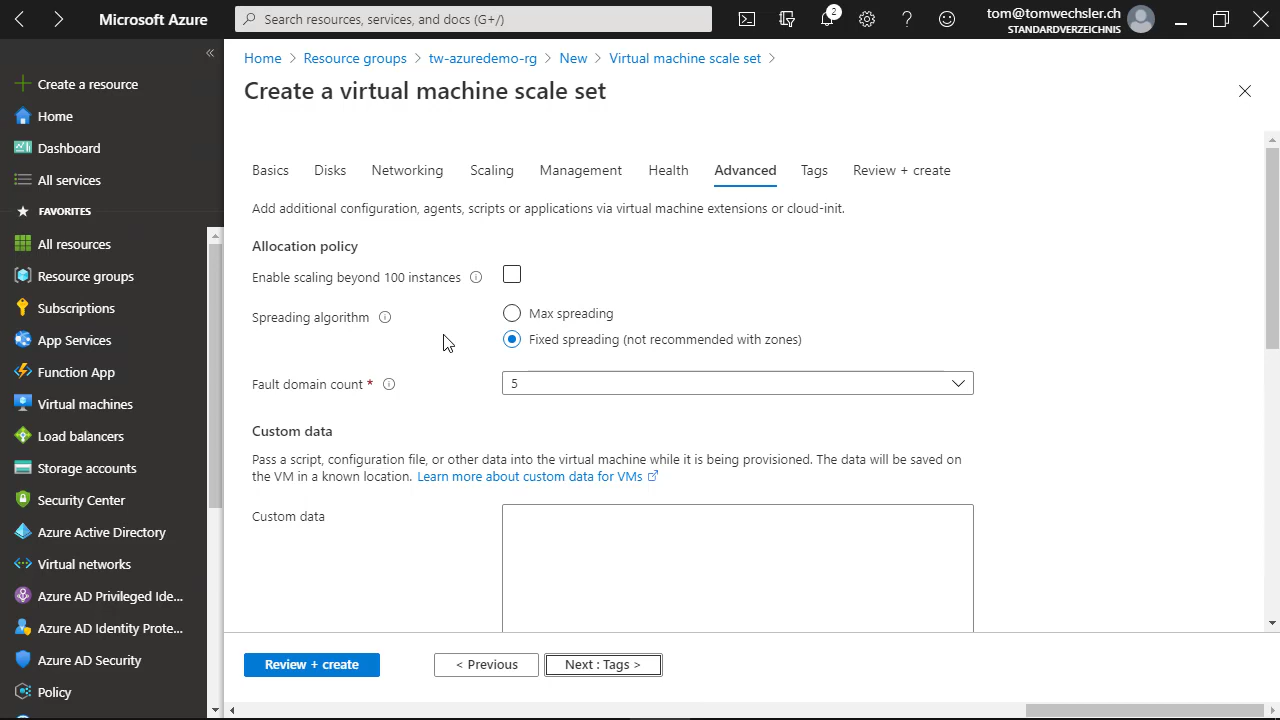 Microsoft Azure
Search resources, services, and docs (G+/)
2
tom@tomwechsler.ch
STANDARDVERZEICHNIS
Create a resource
Home
Dashboard
All services
FAVORITES
All resources
Resource groups
Subscriptions
App Services
Function App
Virtual machines
Load balancers
Storage accounts
Security Center
Azure Active Directory
Virtual networks
Azure AD Privileged Ide...
Azure AD Identity Prote...
Azure AD Security
Policy
Home > Resource groups > tw-azuredemo-rg > New > Virtual machine scale set >
Create a virtual machine scale set
Basics Disks Networking Scaling Management Health Advanced Tags Review + create
Add additional configuration, agents, scripts or applications via virtual machine extensions or cloud-init.
Allocation policy
Enable scaling beyond 100 instances
Spreading algorithm
Max spreading
Fixed spreading (not recommended with zones)
Fault domain count *
5
Custom data
Pass a script, configuration file, or other data into the virtual machine while it is being provisioned. The data will be saved on
the VM in a known location. Learn more about custom data for VMs
Custom data
Review + create
< Previous
Next : Tags >